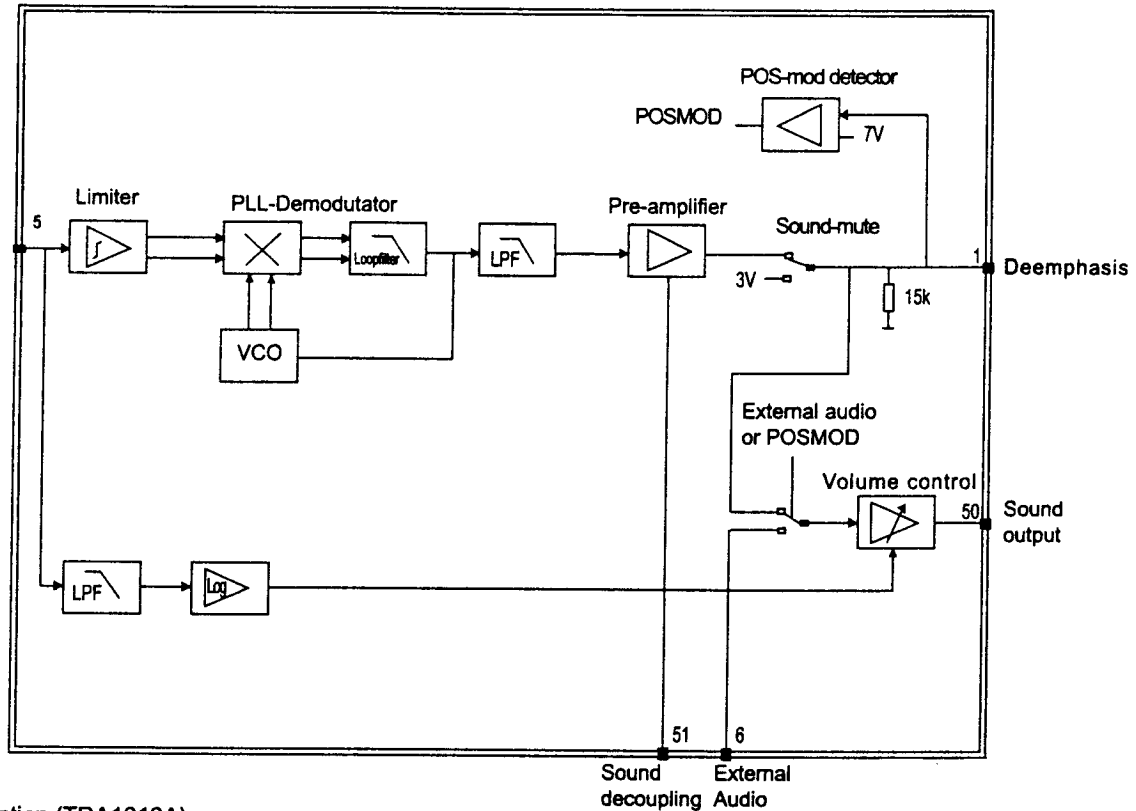 POS-mod detector
POSMOD
7V
Limiter
PLL-Demodutator
Pre-amplifier
Sound-mute
5
Loopfilter
LPF
3V
1
Deemphasis
15k
VCO
External audio
or POSMOD
Volume control
50
Sound
output
LPF
Log
51
6
Sound
decoupling
External
Audio